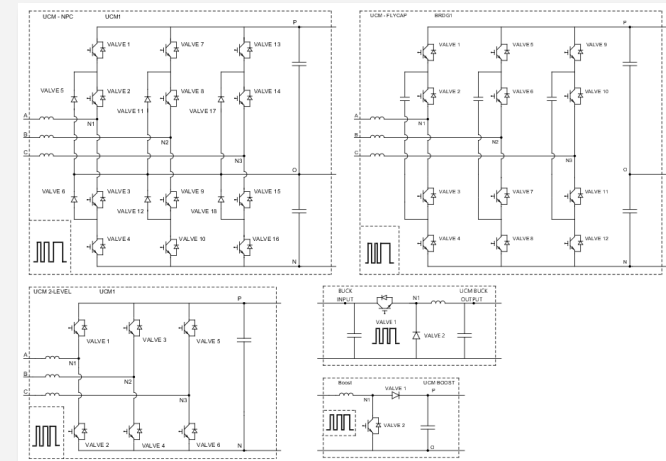 UCM - NPC UCM1 P
VALVE 1 VALVE 7 VALVE 13
VALVE 5 VALVE 2 VALVE 8 VALVE 14
VALVE 11 VALVE 17
A N1
B N2
C N3
O
VALVE 6 VALVE 3 VALVE 9 VALVE 15
VALVE 12 VALVE 18
VALVE 4 VALVE 10 VALVE 16
N
UCM - FLYCAP BRDG1 P
VALVE 1 VALVE 5 VALVE 9
VALVE 2 VALVE 6 VALVE 10
A N1
B N2
C N3
O
VALVE 3 VALVE 7 VALVE 11
VALVE 4 VALVE 8 VALVE 12
N
UCM 2-LEVEL UCM1 P
VALVE 1 VALVE 3 VALVE 5
A N1
B N2
C N3
VALVE 2 VALVE 4 VALVE 6 N
BUCK INPUT N1 UCM BUCK OUTPUT
VALVE 1
VALVE 2
Boost VALVE 1 UCM BOOST
N1 P
VALVE 2
O